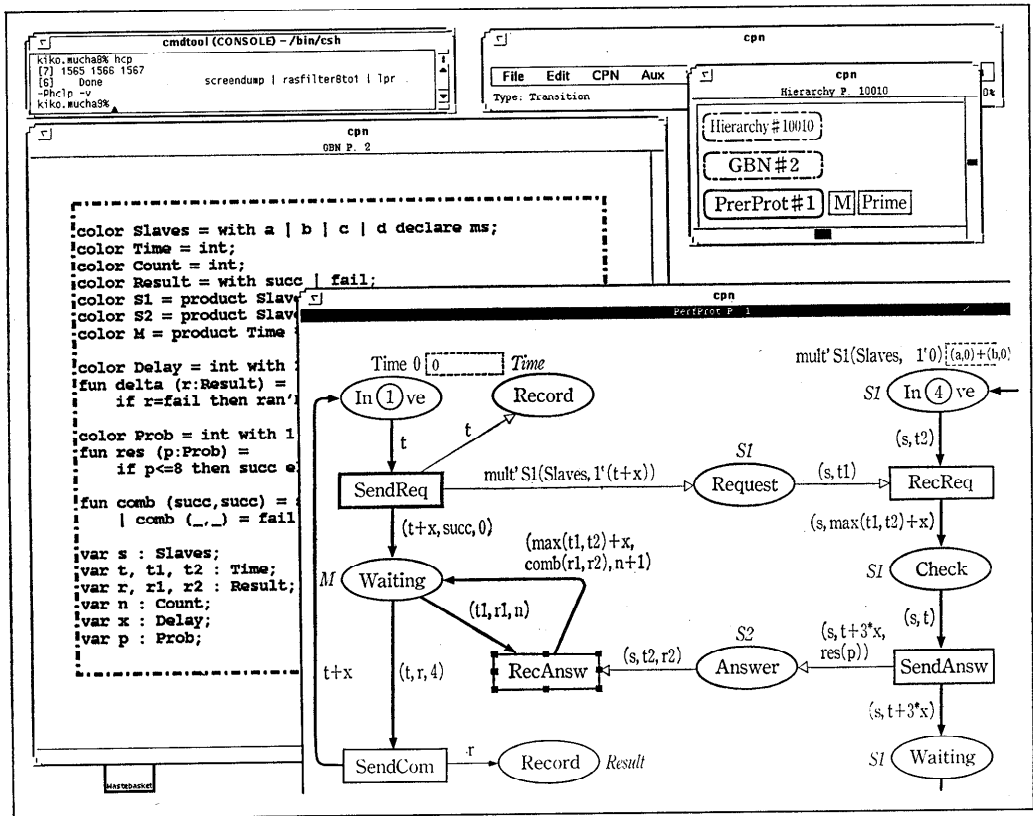 cmdtool (CONSOLE) – /bin/csh
kiko.mucha8% hcp
[7] 1565 1566 1567
[6] Done screendump | rasfilter8to1 | lpr
-Phclp -v
kiko.mucha9%
cpn
File Edit CPN Aux
Type: Transition
0%
cpn
Hierarchy P. 10010
Hierarchy#10010
GBN#2
PrerProt#1 M Prime
cpn
GBN P. 2
color Slaves = with a | b | c | d declare ms;
color Time = int;
color Count = int;
color Result = with succ | fail;
color S1 = product Slave
color S2 = product Slave
color M = product Time
color Delay = int with
fun delta (r:Result) =
if r=fail then ran'
color Prob = int with 1
fun res (p:Prob) =
if p<=8 then succ e
fun comb (succ,succ) =
| comb (_,_) = fail
var s : Slaves;
var t, t1, t2 : Time;
var r, r1, r2 : Result;
var n : Count;
var x : Delay;
var p : Prob;
Wastebasket
cpn
PerfProt P. 1
Time 0 0 Time
mult' S1(Slaves, 1'0) (a,0)+(b,0)
In 1 ve
Record
S1 In 4 ve
t
t
(s, t2)
SendReq
mult' S1(Slaves, 1'(t+x))
S1
Request
(s, t1)
RecReq
(t+x, succ, 0)
(max(t1, t2)+x,
comb(r1, r2), n+1)
(s, max(t1, t2)+x)
M Waiting
S1 Check
(t1, r1, n)
(s, t)
t+x
(t, r, 4)
RecAnsw
(s, t2, r2)
S2
Answer
(s, t+3*x,
res(p))
SendAnsw
(s, t+3*x)
SendCom
r
Record Result
S1 Waiting